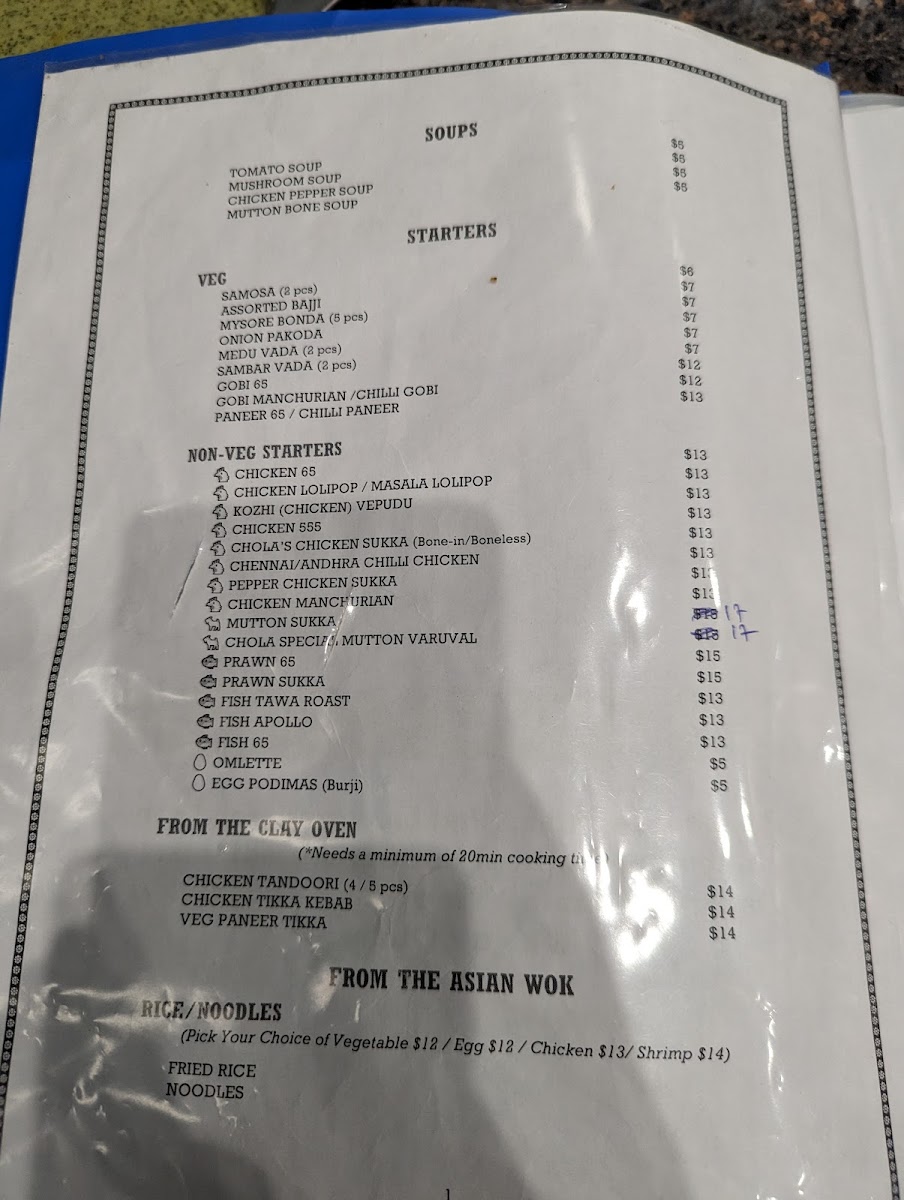 SOUPS
TOMATO SOUP $5
MUSHROOM SOUP $5
CHICKEN PEPPER SOUP $5
MUTTON BONE SOUP $5
STARTERS
VEG
SAMOSA (2 pcs) $6
ASSORTED BAJJI $7
MYSORE BONDA (5 pcs) $7
ONION PAKODA $7
MEDU VADA (2 pcs) $7
SAMBAR VADA (2 pcs) $7
GOBI 65 $12
GOBI MANCHURIAN /CHILLI GOBI $12
PANEER 65 / CHILLI PANEER $13
NON-VEG STARTERS
CHICKEN 65 $13
CHICKEN LOLIPOP / MASALA LOLIPOP $13
KOZHI (CHICKEN) VEPUDU $13
CHICKEN 555 $13
CHOLA'S CHICKEN SUKKA (Bone-in/Boneless) $13
CHENNAI/ANDHRA CHILLI CHICKEN $13
PEPPER CHICKEN SUKKA $13
CHICKEN MANCHURIAN $13
MUTTON SUKKA 17
CHOLA SPECIAL MUTTON VARUVAL 17
PRAWN 65 $15
PRAWN SUKKA $15
FISH TAWA ROAST $13
FISH APOLLO $13
FISH 65 $13
OMLETTE $5
EGG PODIMAS (Burji) $5
FROM THE CLAY OVEN
(*Needs a minimum of 20min cooking time)
CHICKEN TANDOORI (4 / 5 pcs) $14
CHICKEN TIKKA KEBAB $14
VEG PANEER TIKKA $14
FROM THE ASIAN WOK
RICE/NOODLES
(Pick Your Choice of Vegetable $12 / Egg $12 / Chicken $13/ Shrimp $14)
FRIED RICE
NOODLES
1